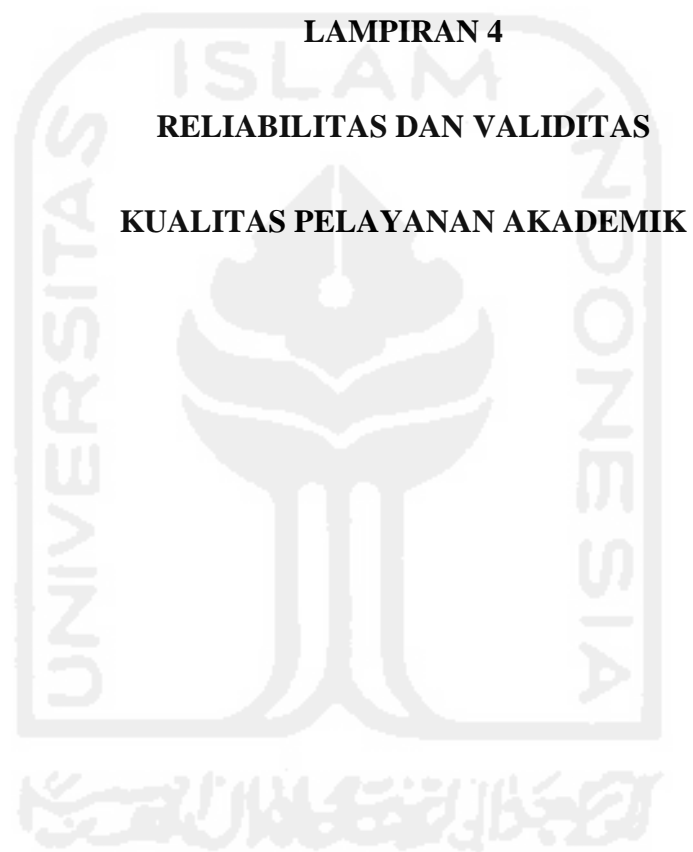 LAMPIRAN 4
RELIABILITAS DAN VALIDITAS
KUALITAS PELAYANAN AKADEMIK
UNIVERSITAS
ISLAM
INDONESIA